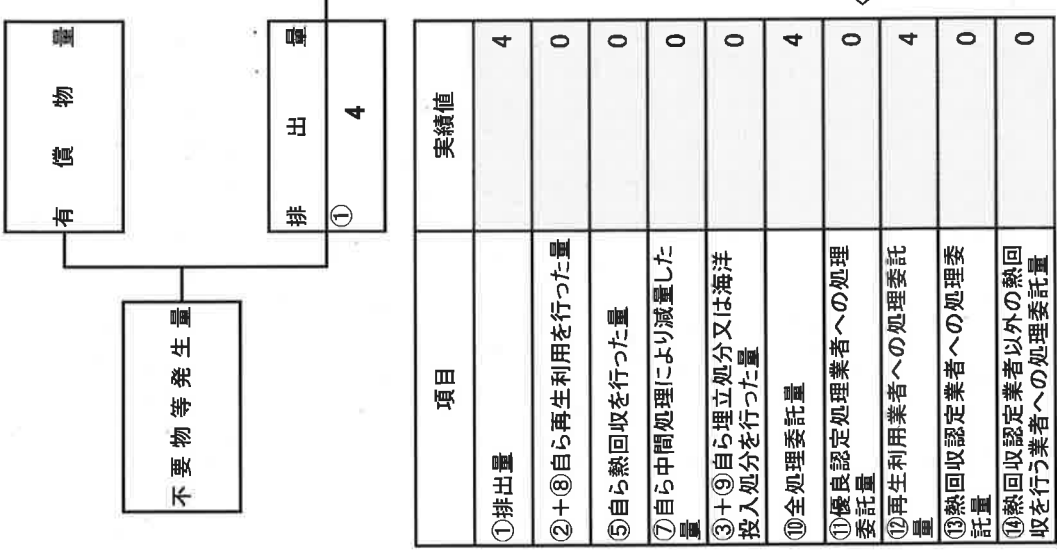 有償物量
不要物等発生量
排出量
①
4
項目 実績値
①排出量 4
②+⑧自ら再生利用を行った量 0
⑤自ら熱回収を行った量 0
⑦自ら中間処理により減量した
量 0
③+⑨自ら埋立処分又は海洋
投入処分を行った量 0
⑩全処理委託量 4
⑪優良認定処理業者への処理
委託量 0
⑫再生利用業者への処理委託
量 4
⑬熱回収認定業者への処理委
託量 0
⑭熱回収認定業者以外の熱回
収を行う業者への処理委託量 0